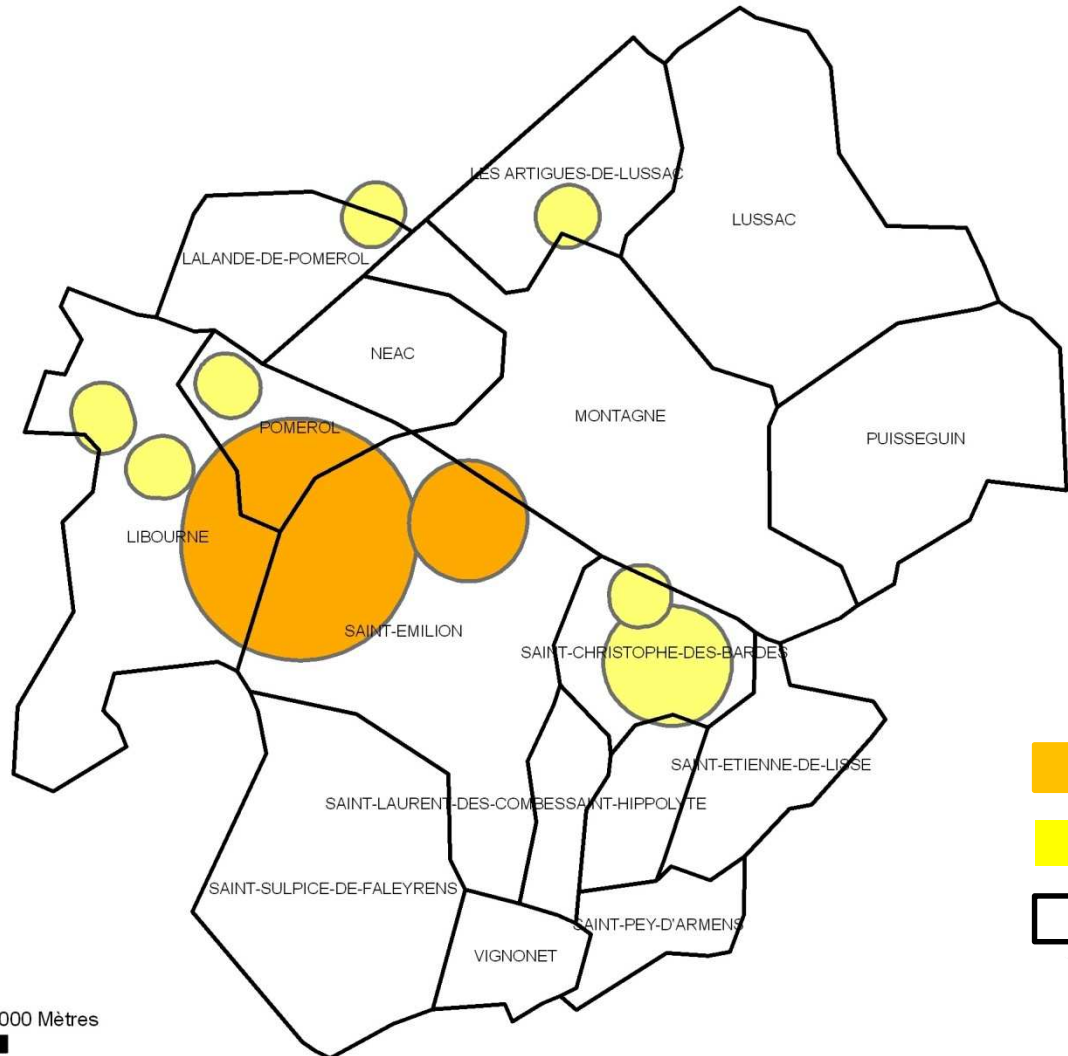 LES ARTIGUES-DE-LUSSAC
LUSSAC
LALANDE-DE-POMEROL
NEAC
MONTAGNE
POMEROL
PUISSEGUIN
LIBOURNE
SAINT-EMILION
SAINT-CHRISTOPHE-DES-BARDES
SAINT-ETIENNE-DE-LISSE
SAINT-LAURENT-DES-COMBES
SAINT-HIPPOLYTE
SAINT-SULPICE-DE-FALEYRENS
SAINT-PEY-D'ARMENS
VIGNONET
000 Mètres